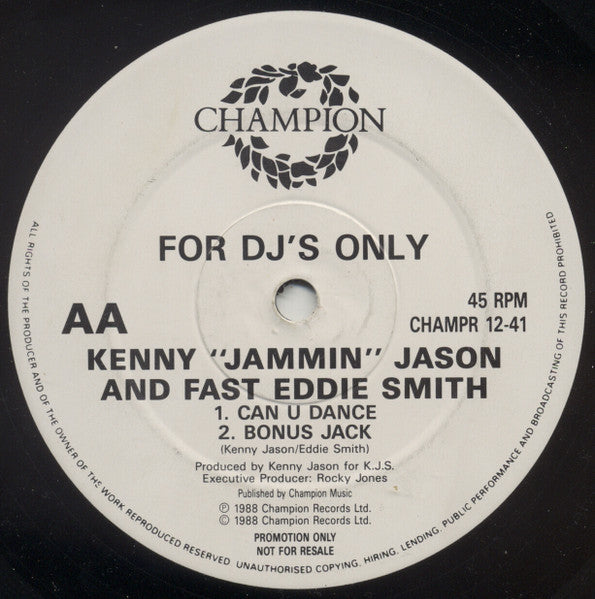 CHAMPION
FOR DJ'S ONLY
AA
45 RPM
CHAMPR 12-41
KENNY "JAMMIN" JASON
AND FAST EDDIE SMITH
1. CAN U DANCE
2. BONUS JACK
(Kenny Jason/Eddie Smith)
Produced by Kenny Jason for K.J.S.
Executive Producer: Rocky Jones
Published by Champion Music
℗ 1988 Champion Records Ltd.
© 1988 Champion Records Ltd.
PROMOTION ONLY
NOT FOR RESALE
ALL RIGHTS OF THE PRODUCER AND OF THE OWNER OF THE WORK REPRODUCED RESERVED. UNAUTHORISED COPYING, HIRING, LENDING, PUBLIC PERFORMANCE AND BROADCASTING OF THIS RECORD PROHIBITED